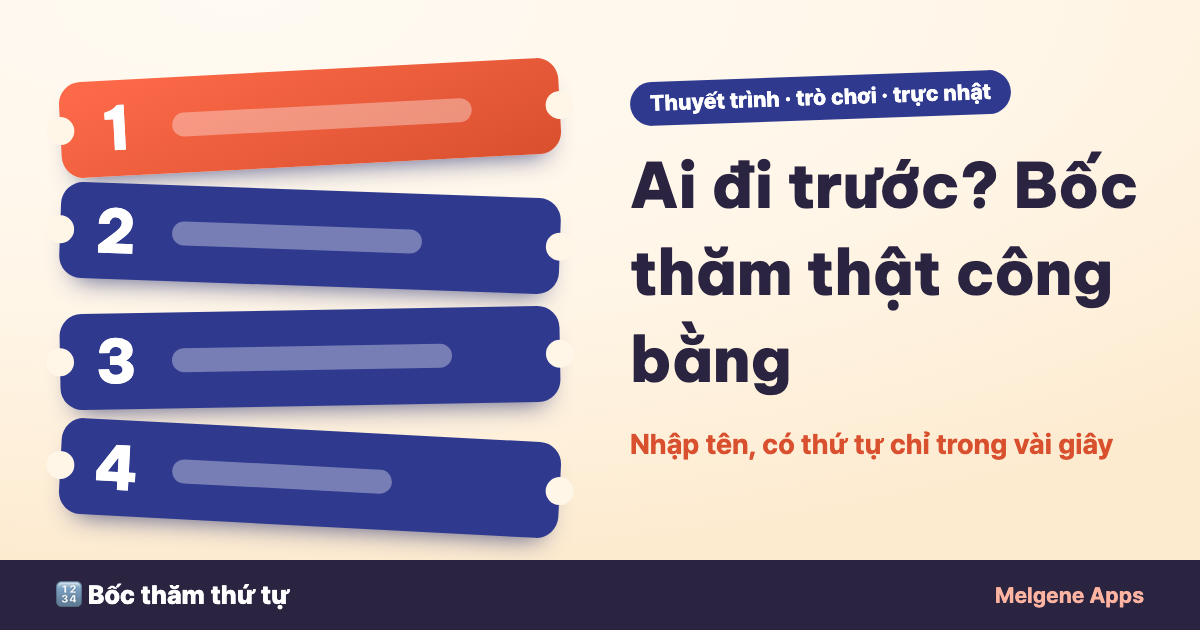 1
2
3
4
Thuyết trình · trò chơi · trực nhật
Ai đi trước? Bốc
thăm thật công
bằng
Nhập tên, có thứ tự chỉ trong vài giây
🔢 Bốc thăm thứ tự
Melgene Apps